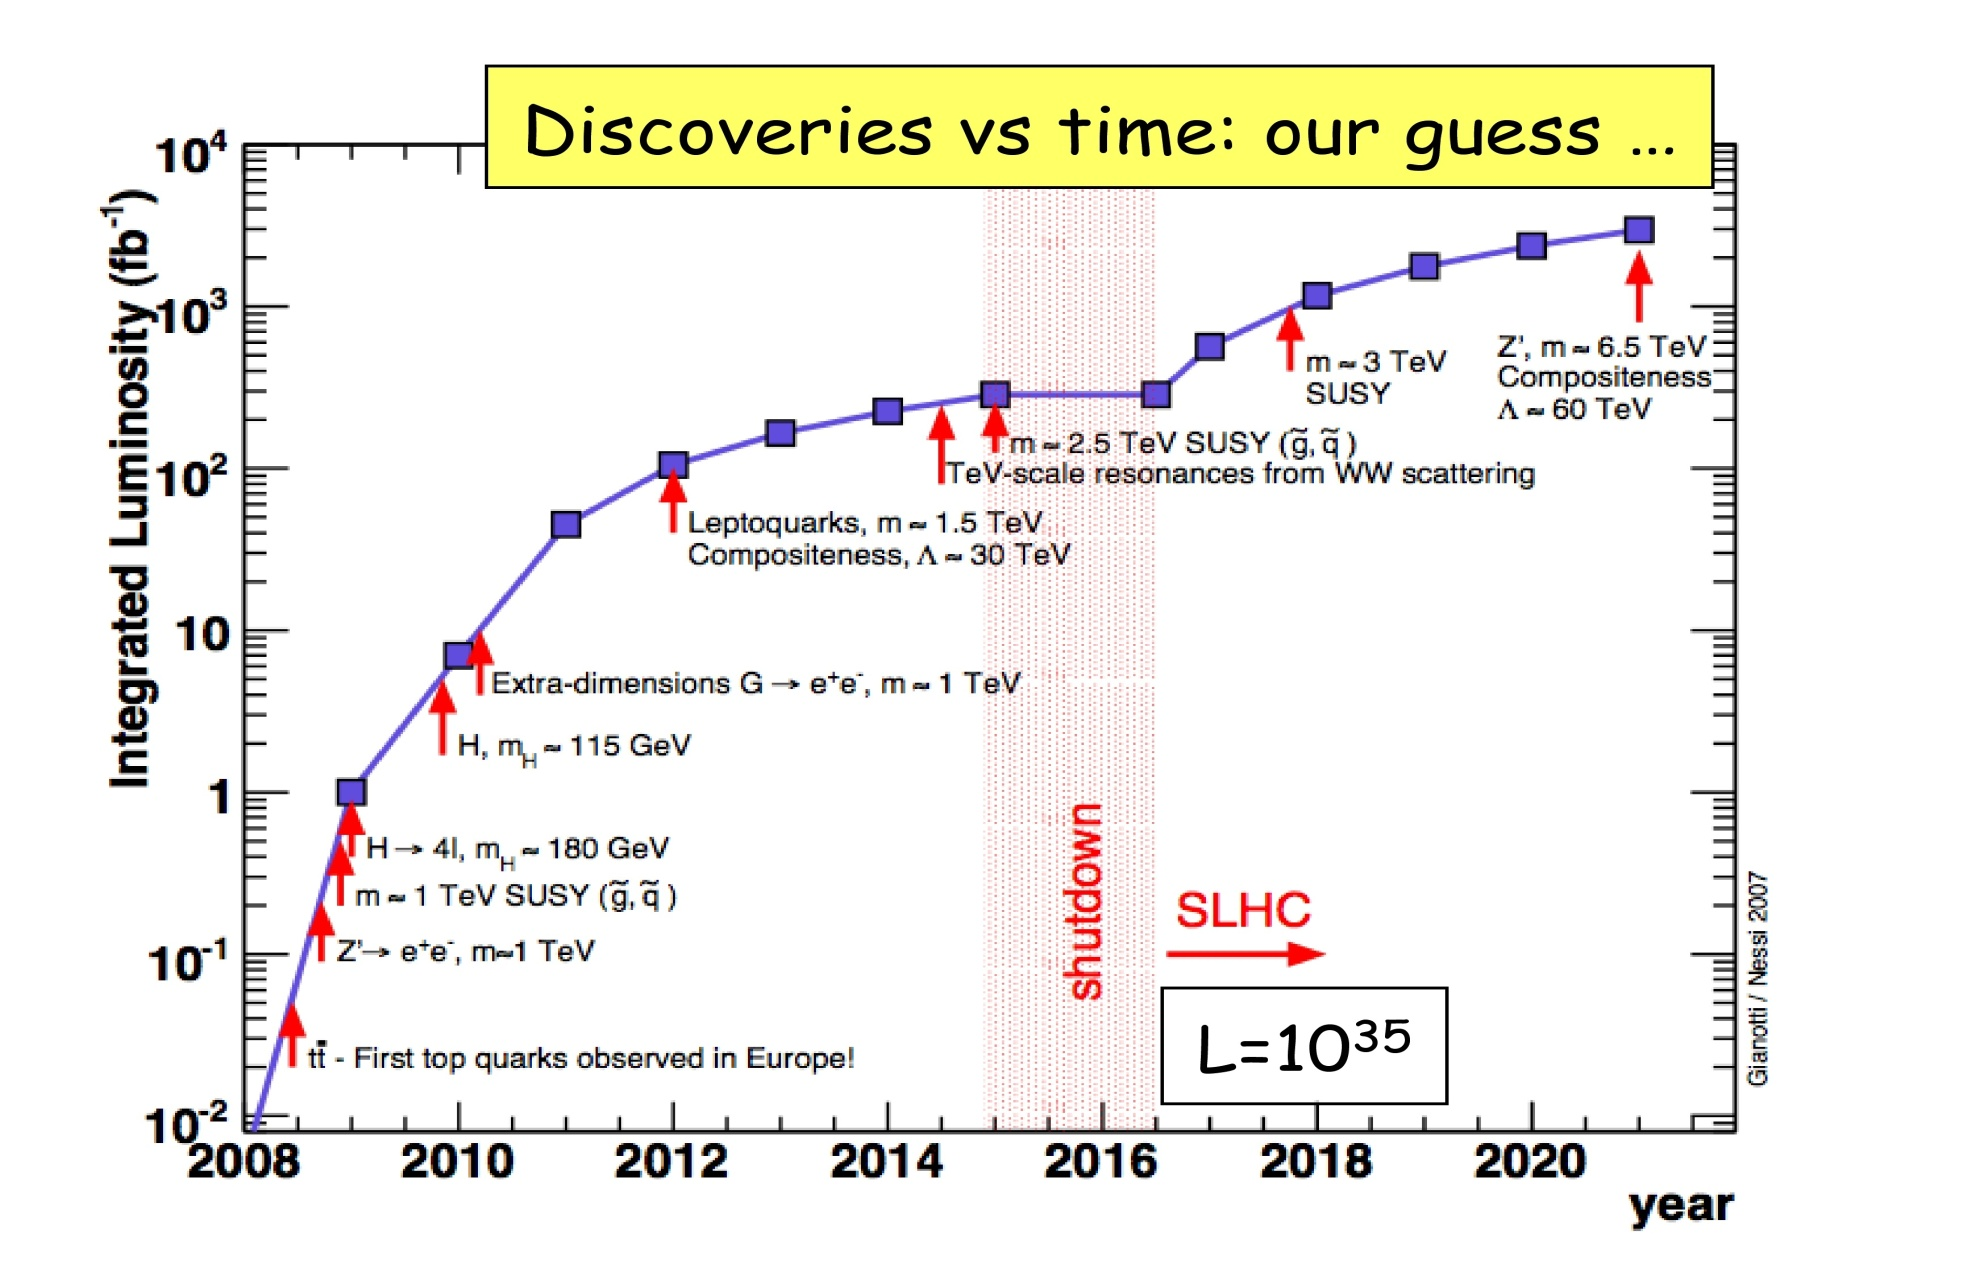 Discoveries vs time: our guess ...
Integrated Luminosity (fb⁻¹)
10⁴
10³
10²
10
1
10⁻¹
10⁻²
Z', m ~ 6.5 TeV
Compositeness
Λ ~ 60 TeV
m ~ 3 TeV
SUSY
m ~ 2.5 TeV SUSY (g̃, q̃ )
TeV-scale resonances from WW scattering
Leptoquarks, m ~ 1.5 TeV
Compositeness, Λ ~ 30 TeV
Extra-dimensions G → e⁺e⁻, m ~ 1 TeV
H, m_H ~ 115 GeV
H → 4l, m_H ~ 180 GeV
m ~ 1 TeV SUSY (g̃, q̃ )
Z'→ e⁺e⁻, m~1 TeV
tt̄ - First top quarks observed in Europe!
shutdown
SLHC
L=10³⁵
Gianotti / Nessi 2007
2008 2010 2012 2014 2016 2018 2020
year